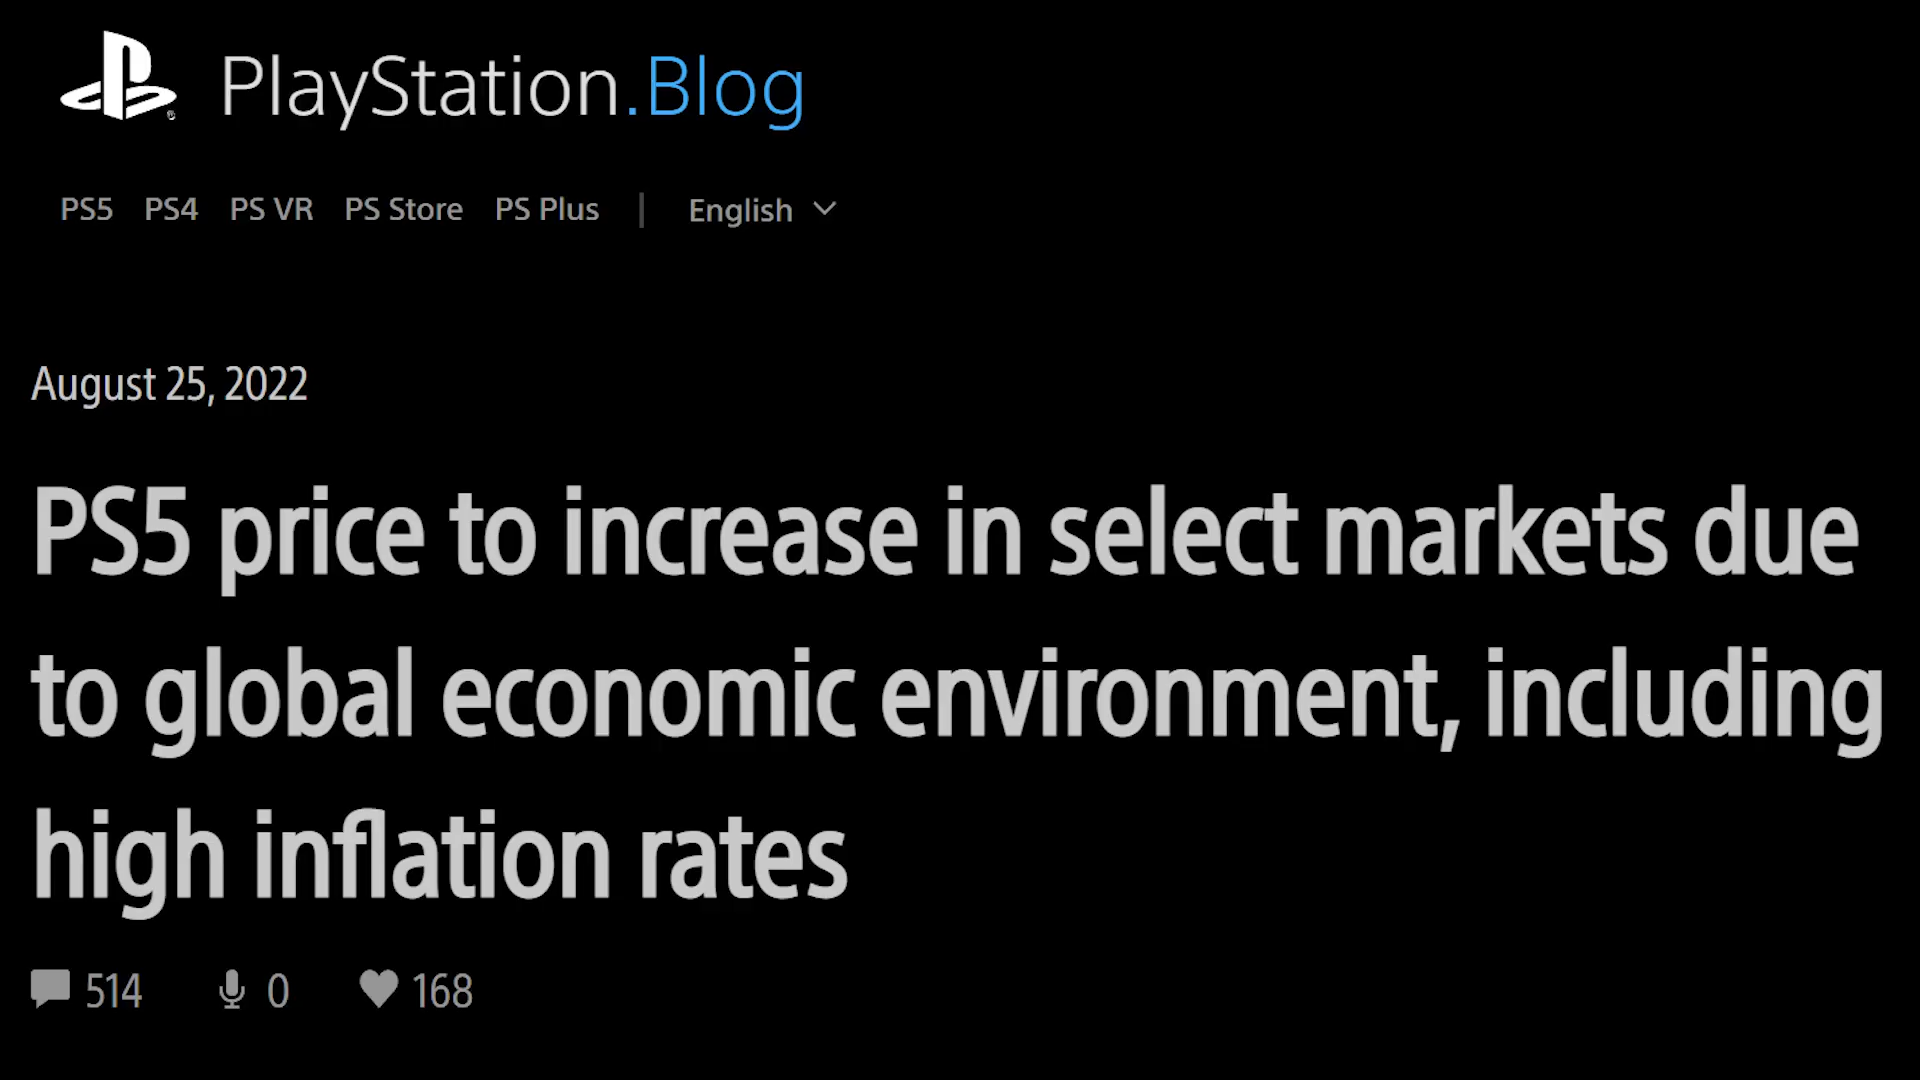 PlayStation.Blog
PS5 PS4 PS VR PS Store PS Plus | English
August 25, 2022
PS5 price to increase in select markets due
to global economic environment, including
high inflation rates
514 0 168